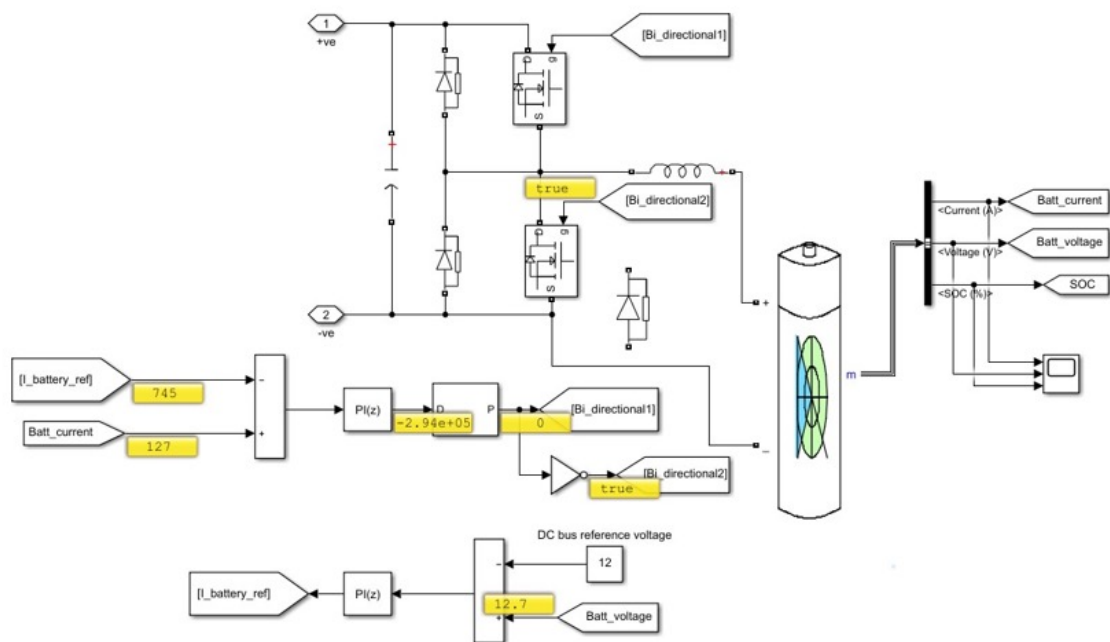 1
+ve
[Bi_directional1]
D
g
S
+
true
[Bi_directional2]
D
g
S
2
-ve
+
<Current (A)>
Batt_current
<Voltage (V)>
Batt_voltage
<SOC (%)>
SOC
m
_
[I_battery_ref]
745
−
Batt_current
127
+
PI(z)
-2.94e+05
D
P
0
[Bi_directional1]
true
[Bi_directional2]
DC bus reference voltage
12
−
[I_battery_ref]
PI(z)
12.7
+
Batt_voltage